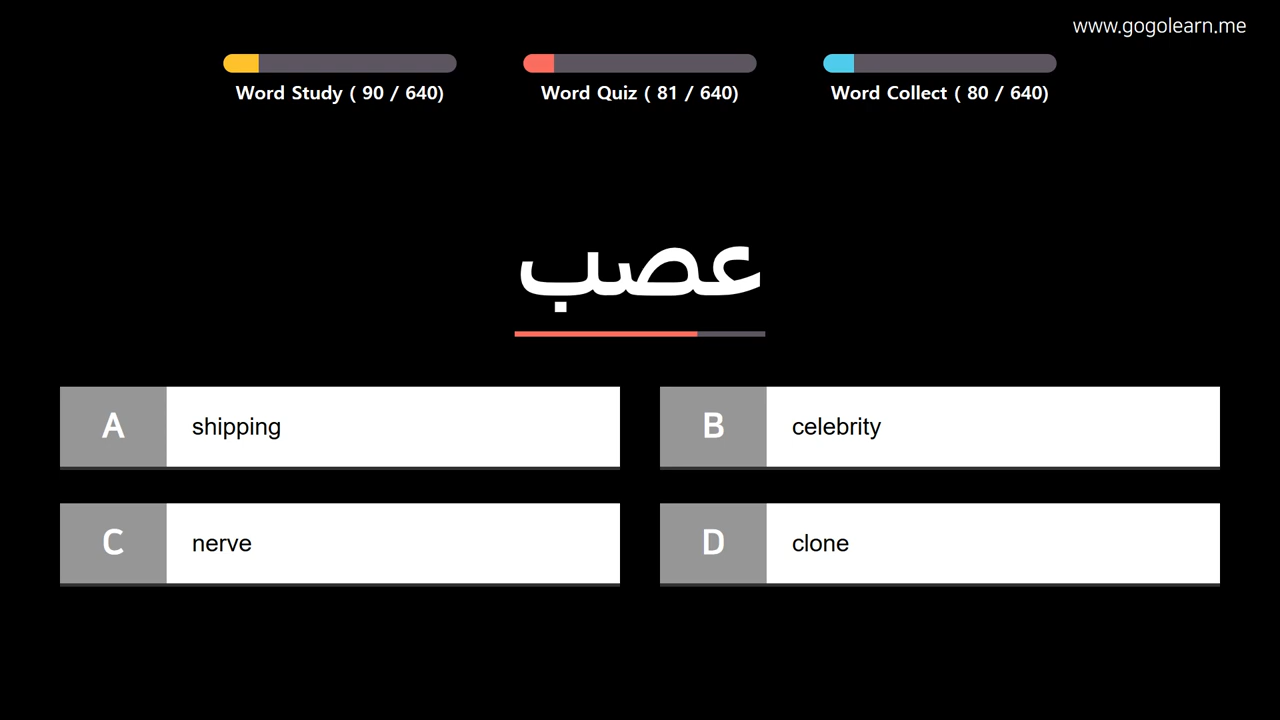 www.gogolearn.me
Word Study ( 90 / 640)
Word Quiz ( 81 / 640)
Word Collect ( 80 / 640)
عصب
A shipping
B celebrity
C nerve
D clone